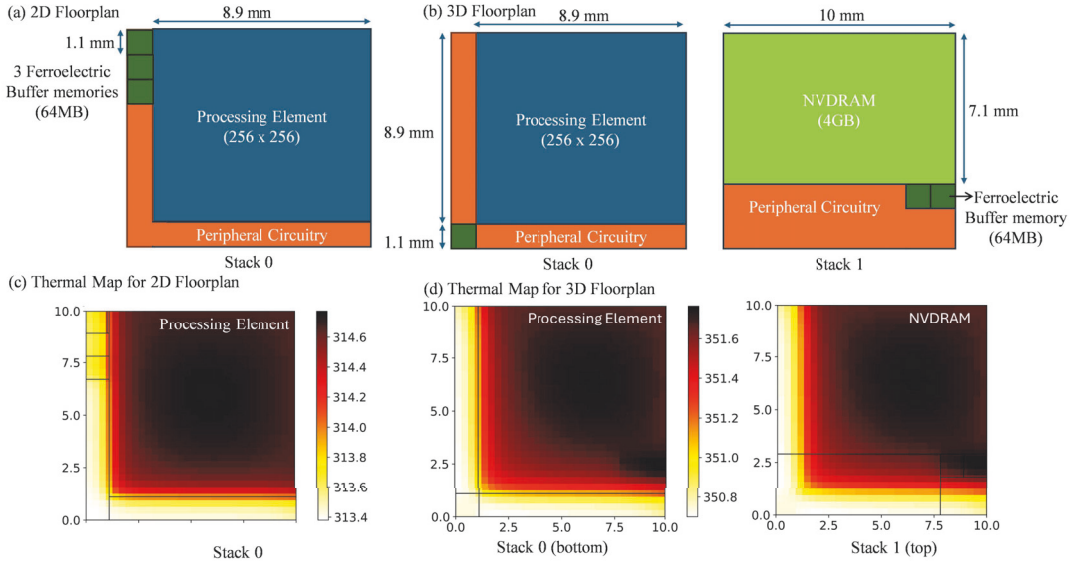 (a) 2D Floorplan
8.9 mm
1.1 mm
3 Ferroelectric
Buffer memories
(64MB)
Processing Element
(256 x 256)
Peripheral Circuitry
Stack 0
(b) 3D Floorplan
8.9 mm
8.9 mm
1.1 mm
Processing Element
(256 x 256)
Peripheral Circuitry
Stack 0
10 mm
NVDRAM
(4GB)
7.1 mm
Peripheral Circuitry
Ferroelectric
Buffer memory
(64MB)
Stack 1
(c) Thermal Map for 2D Floorplan
Processing Element
10.0
7.5
5.0
2.5
0.0
314.6
314.4
314.2
314.0
313.8
313.6
313.4
Stack 0
(d) Thermal Map for 3D Floorplan
Processing Element
10.0
7.5
5.0
2.5
0.0
0.0 2.5 5.0 7.5 10.0
351.6
351.4
351.2
351.0
350.8
Stack 0 (bottom)
NVDRAM
10.0
7.5
5.0
2.5
0.0
0.0 2.5 5.0 7.5 10.0
Stack 1 (top)